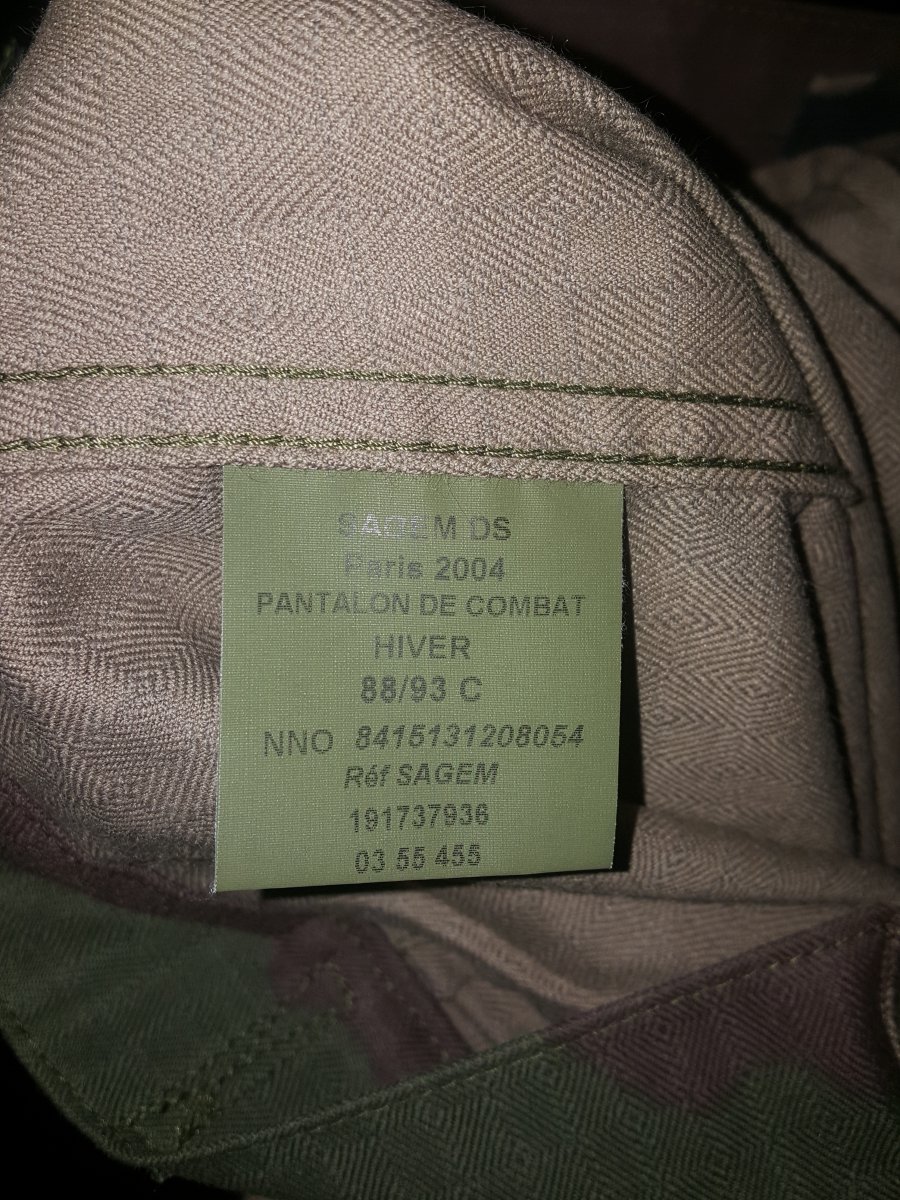 SAGEM DS
Paris 2004
PANTALON DE COMBAT
HIVER
88/93 C
NNO 8415131208054
Réf SAGEM
191737936
03 55 455